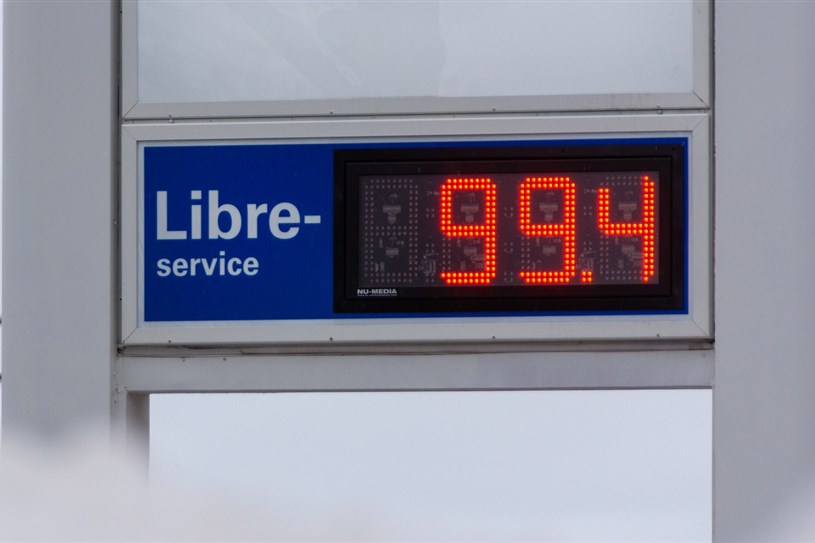 Libre-
service
99.4
NU-MEDIA